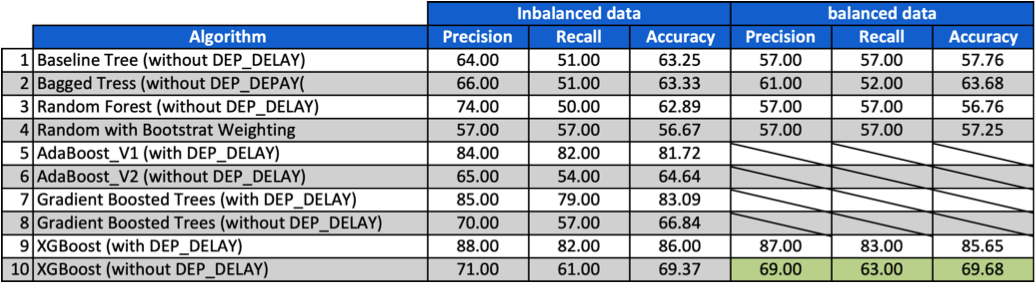 Inbalanced data balanced data
Algorithm Precision Recall Accuracy Precision Recall Accuracy
1 Baseline Tree (without DEP_DELAY) 64.00 51.00 63.25 57.00 57.00 57.76
2 Bagged Tress (without DEP_DEPAY( 66.00 51.00 63.33 61.00 52.00 63.68
3 Random Forest (without DEP_DELAY) 74.00 50.00 62.89 57.00 57.00 56.76
4 Random with Bootstrat Weighting 57.00 57.00 56.67 57.00 57.00 57.25
5 AdaBoost_V1 (with DEP_DELAY) 84.00 82.00 81.72
6 AdaBoost_V2 (without DEP_DELAY) 65.00 54.00 64.64
7 Gradient Boosted Trees (with DEP_DELAY) 85.00 79.00 83.09
8 Gradient Boosted Trees (without DEP_DELAY) 70.00 57.00 66.84
9 XGBoost (with DEP_DELAY) 88.00 82.00 86.00 87.00 83.00 85.65
10 XGBoost (without DEP_DELAY) 71.00 61.00 69.37 69.00 63.00 69.68